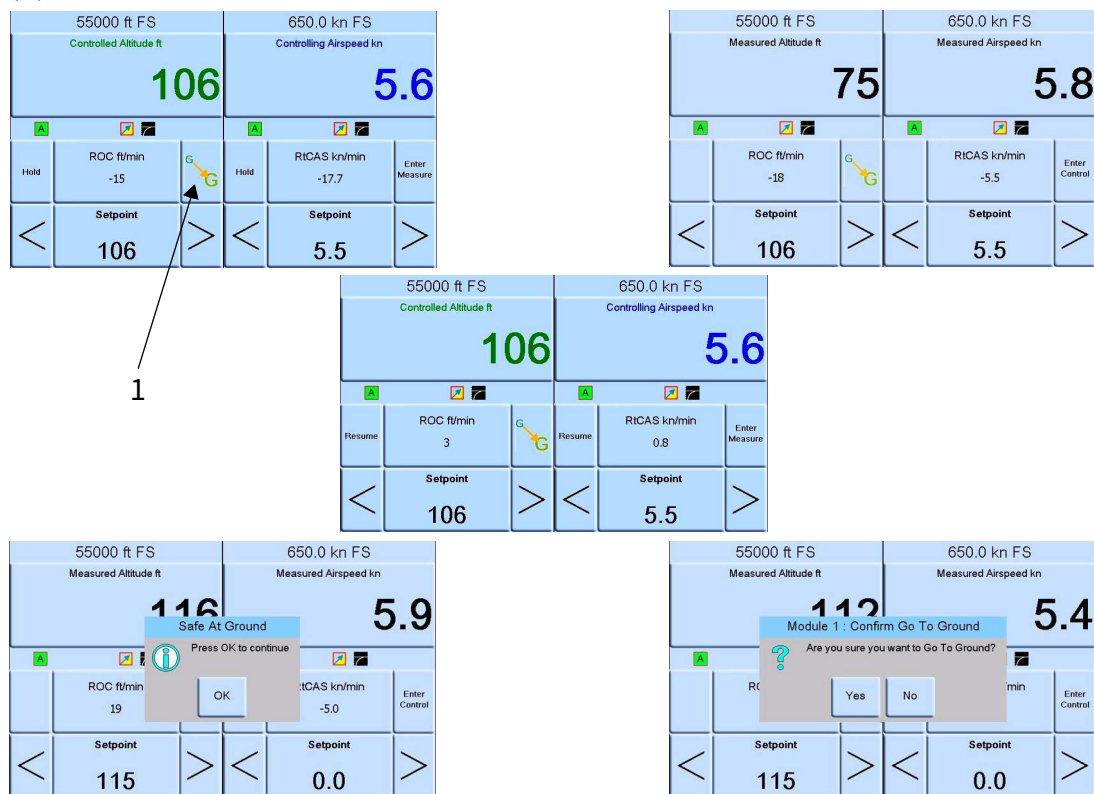 55000 ft FS 650.0 kn FS
Controlled Altitude ft Controlling Airspeed kn
106 5.6
A A
Hold ROC ft/min G Hold RtCAS kn/min Enter Measure
-15 G -17.7
Setpoint Setpoint
< 106 > < 5.5 >
55000 ft FS 650.0 kn FS
Measured Altitude ft Measured Airspeed kn
75 5.8
A A
ROC ft/min G RtCAS kn/min Enter Control
-18 G -5.5
Setpoint Setpoint
< 106 > < 5.5 >
1
55000 ft FS 650.0 kn FS
Controlled Altitude ft Controlling Airspeed kn
106 5.6
A A
Resume ROC ft/min G Resume RtCAS kn/min Enter Measure
3 G 0.8
Setpoint Setpoint
< 106 > < 5.5 >
55000 ft FS 650.0 kn FS
Measured Altitude ft Measured Airspeed kn
116 5.9
Safe At Ground
A i Press OK to continue
ROC ft/min OK tCAS kn/min Enter Control
19 -5.0
Setpoint Setpoint
< 115 > < 0.0 >
55000 ft FS 650.0 kn FS
Measured Altitude ft Measured Airspeed kn
112 5.4
Module 1 : Confirm Go To Ground
A ? Are you sure you want to Go To Ground?
Yes No min Enter Control
Setpoint Setpoint
< 115 > < 0.0 >